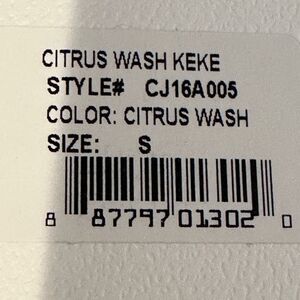 CITRUS WASH KEKE
STYLE# CJ16A005
COLOR: CITRUS WASH
SIZE: S
8 87797 01302 0